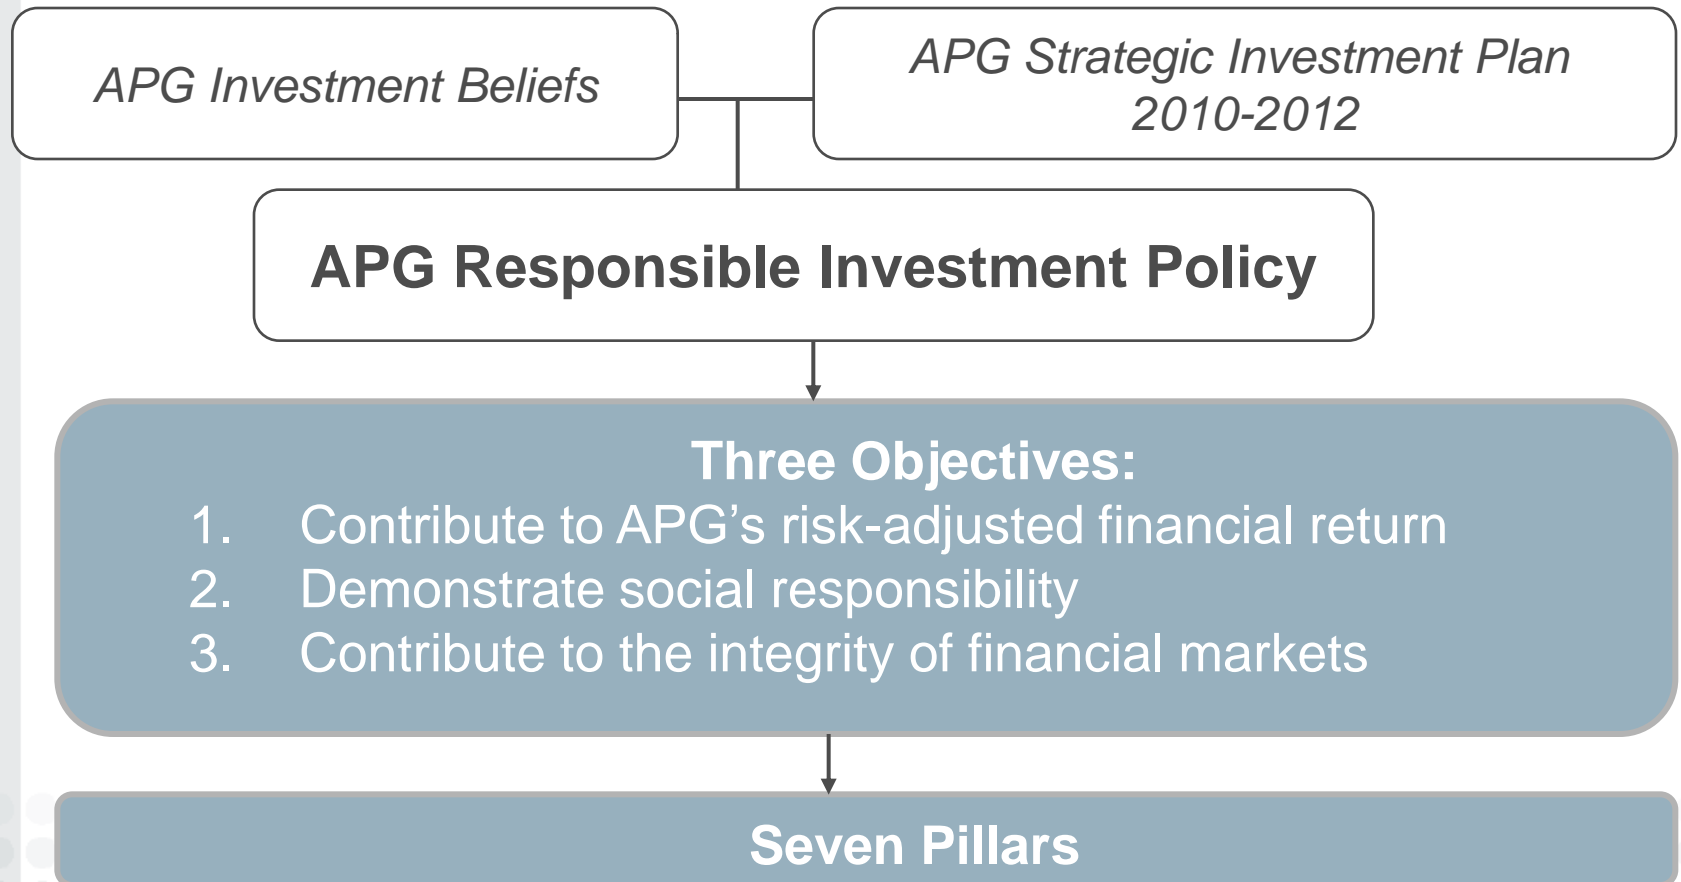 APG Investment Beliefs
APG Strategic Investment Plan
2010-2012
APG Responsible Investment Policy
Three Objectives:
1. Contribute to APG’s risk-adjusted financial return
2. Demonstrate social responsibility
3. Contribute to the integrity of financial markets
Seven Pillars